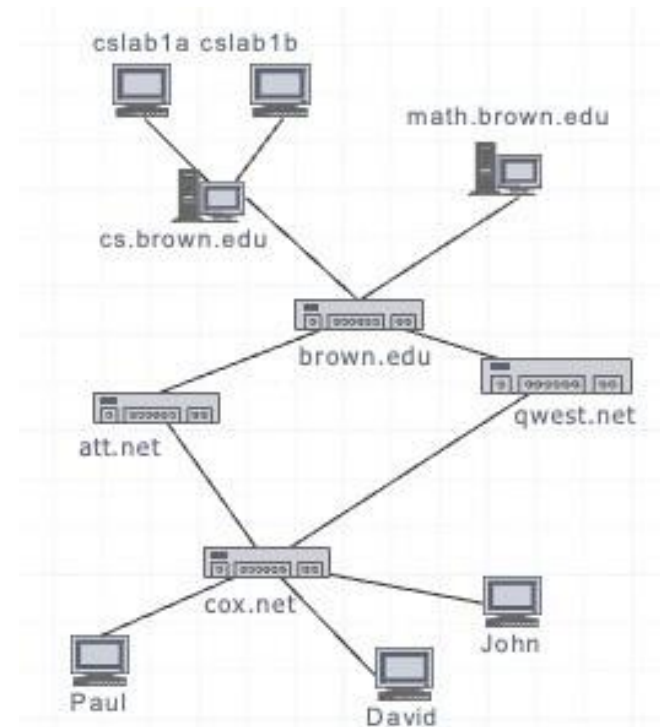 cslab1a cslab1b
math.brown.edu
cs.brown.edu
brown.edu
qwest.net
att.net
cox.net
John
Paul
David